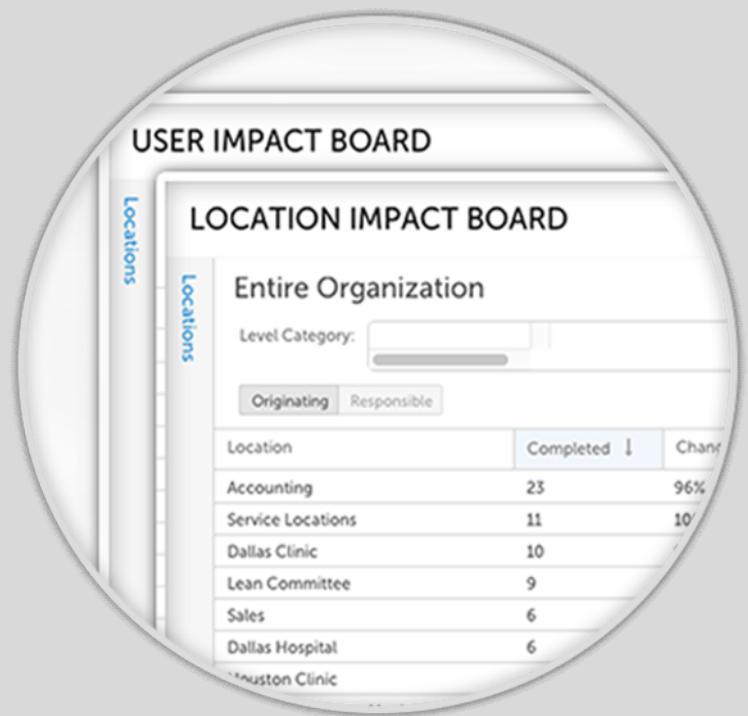 USER IMPACT BOARD
Locations
LOCATION IMPACT BOARD
Locations
Entire Organization
Level Category:
Originating Responsible
Location Completed ↓
Accounting 23 96%
Service Locations 11
Dallas Clinic 10
Lean Committee 9
Sales 6
Dallas Hospital 6
Clinic